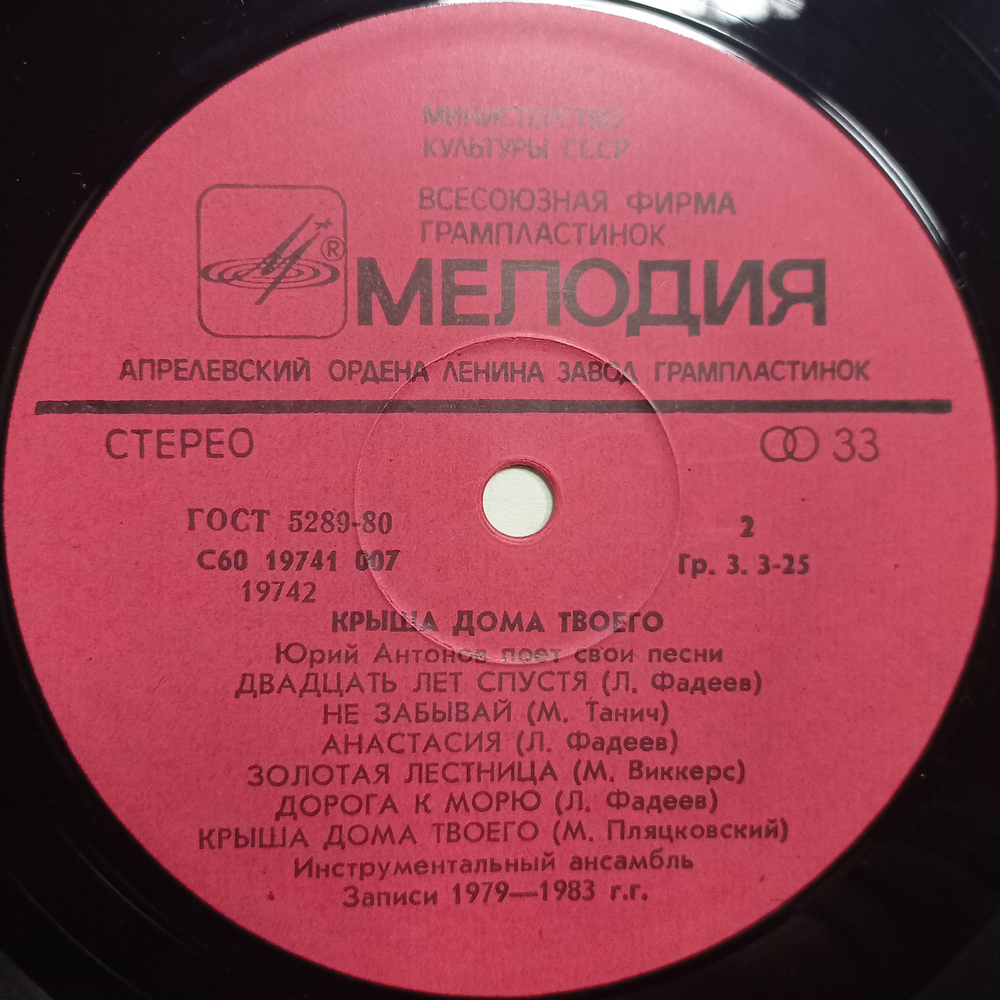 МИНИСТЕРСТВО
КУЛЬТУРЫ СССР
ВСЕСОЮЗНАЯ ФИРМА
ГРАМПЛАСТИНОК
®
МЕЛОДИЯ
АПРЕЛЕВСКИЙ ОРДЕНА ЛЕНИНА ЗАВОД ГРАМПЛАСТИНОК
СТЕРЕО 33
ГОСТ 5289-80 2
С60 19741 007 Гр. 3. 3-25
19742
КРЫША ДОМА ТВОЕГО
Юрий Антонов поет свои песни
ДВАДЦАТЬ ЛЕТ СПУСТЯ (Л. Фадеев)
НЕ ЗАБЫВАЙ (М. Танич)
АНАСТАСИЯ (Л. Фадеев)
ЗОЛОТАЯ ЛЕСТНИЦА (М. Виккерс)
ДОРОГА К МОРЮ (Л. Фадеев)
КРЫША ДОМА ТВОЕГО (М. Пляцковский)
Инструментальный ансамбль
Записи 1979—1983 г.г.